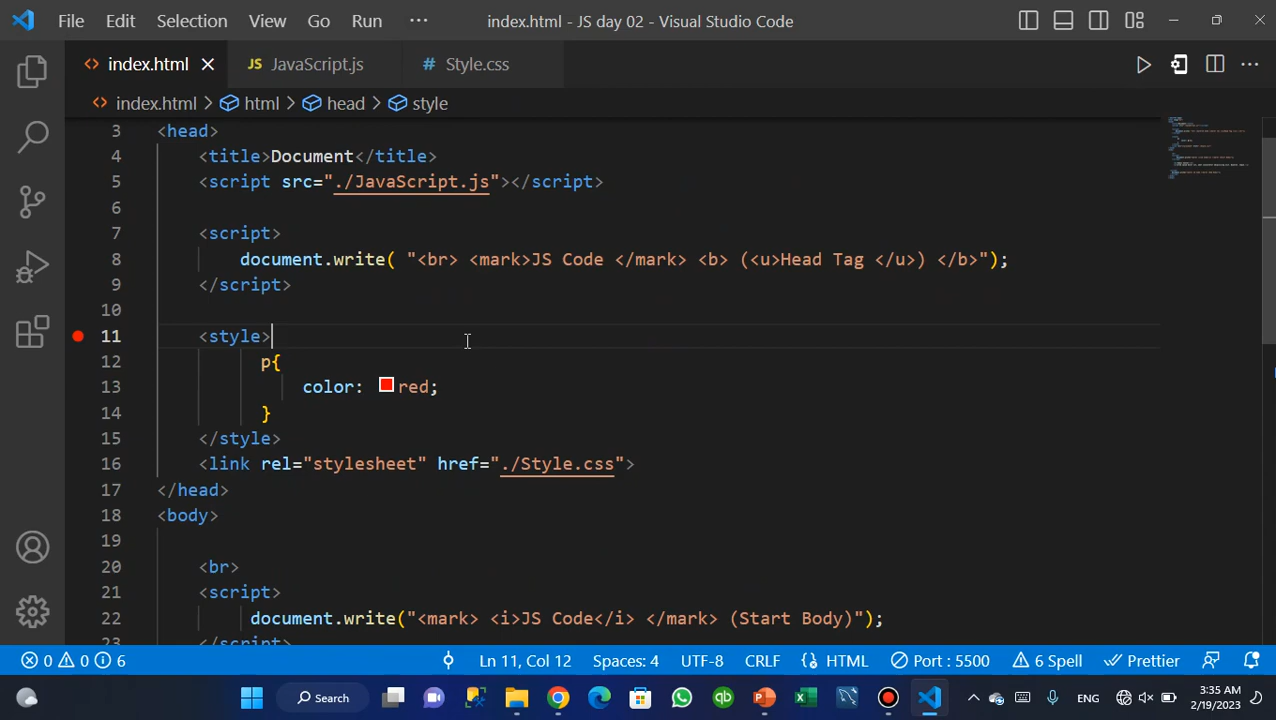 File Edit Selection View Go Run ··· index.html - JS day 02 - Visual Studio Code
index.html JS JavaScript.js # Style.css
index.html > html > head > style
3 <head>
4 <title>Document</title>
5 <script src="./JavaScript.js"></script>
6
7 <script>
8 document.write( "<br> <mark>JS Code </mark> <b> (<u>Head Tag </u>) </b>");
9 </script>
10
11 <style>
12 p{
13 color: red;
14 }
15 </style>
16 <link rel="stylesheet" href="./Style.css">
17 </head>
18 <body>
19
20 <br>
21 <script>
22 document.write("<mark> <i>JS Code</i> </mark> (Start Body)");
23 </script>
0 0 6 Ln 11, Col 12 Spaces: 4 UTF-8 CRLF {} HTML Port : 5500 6 Spell Prettier
Search ENG 3:35 AM
2/19/2023